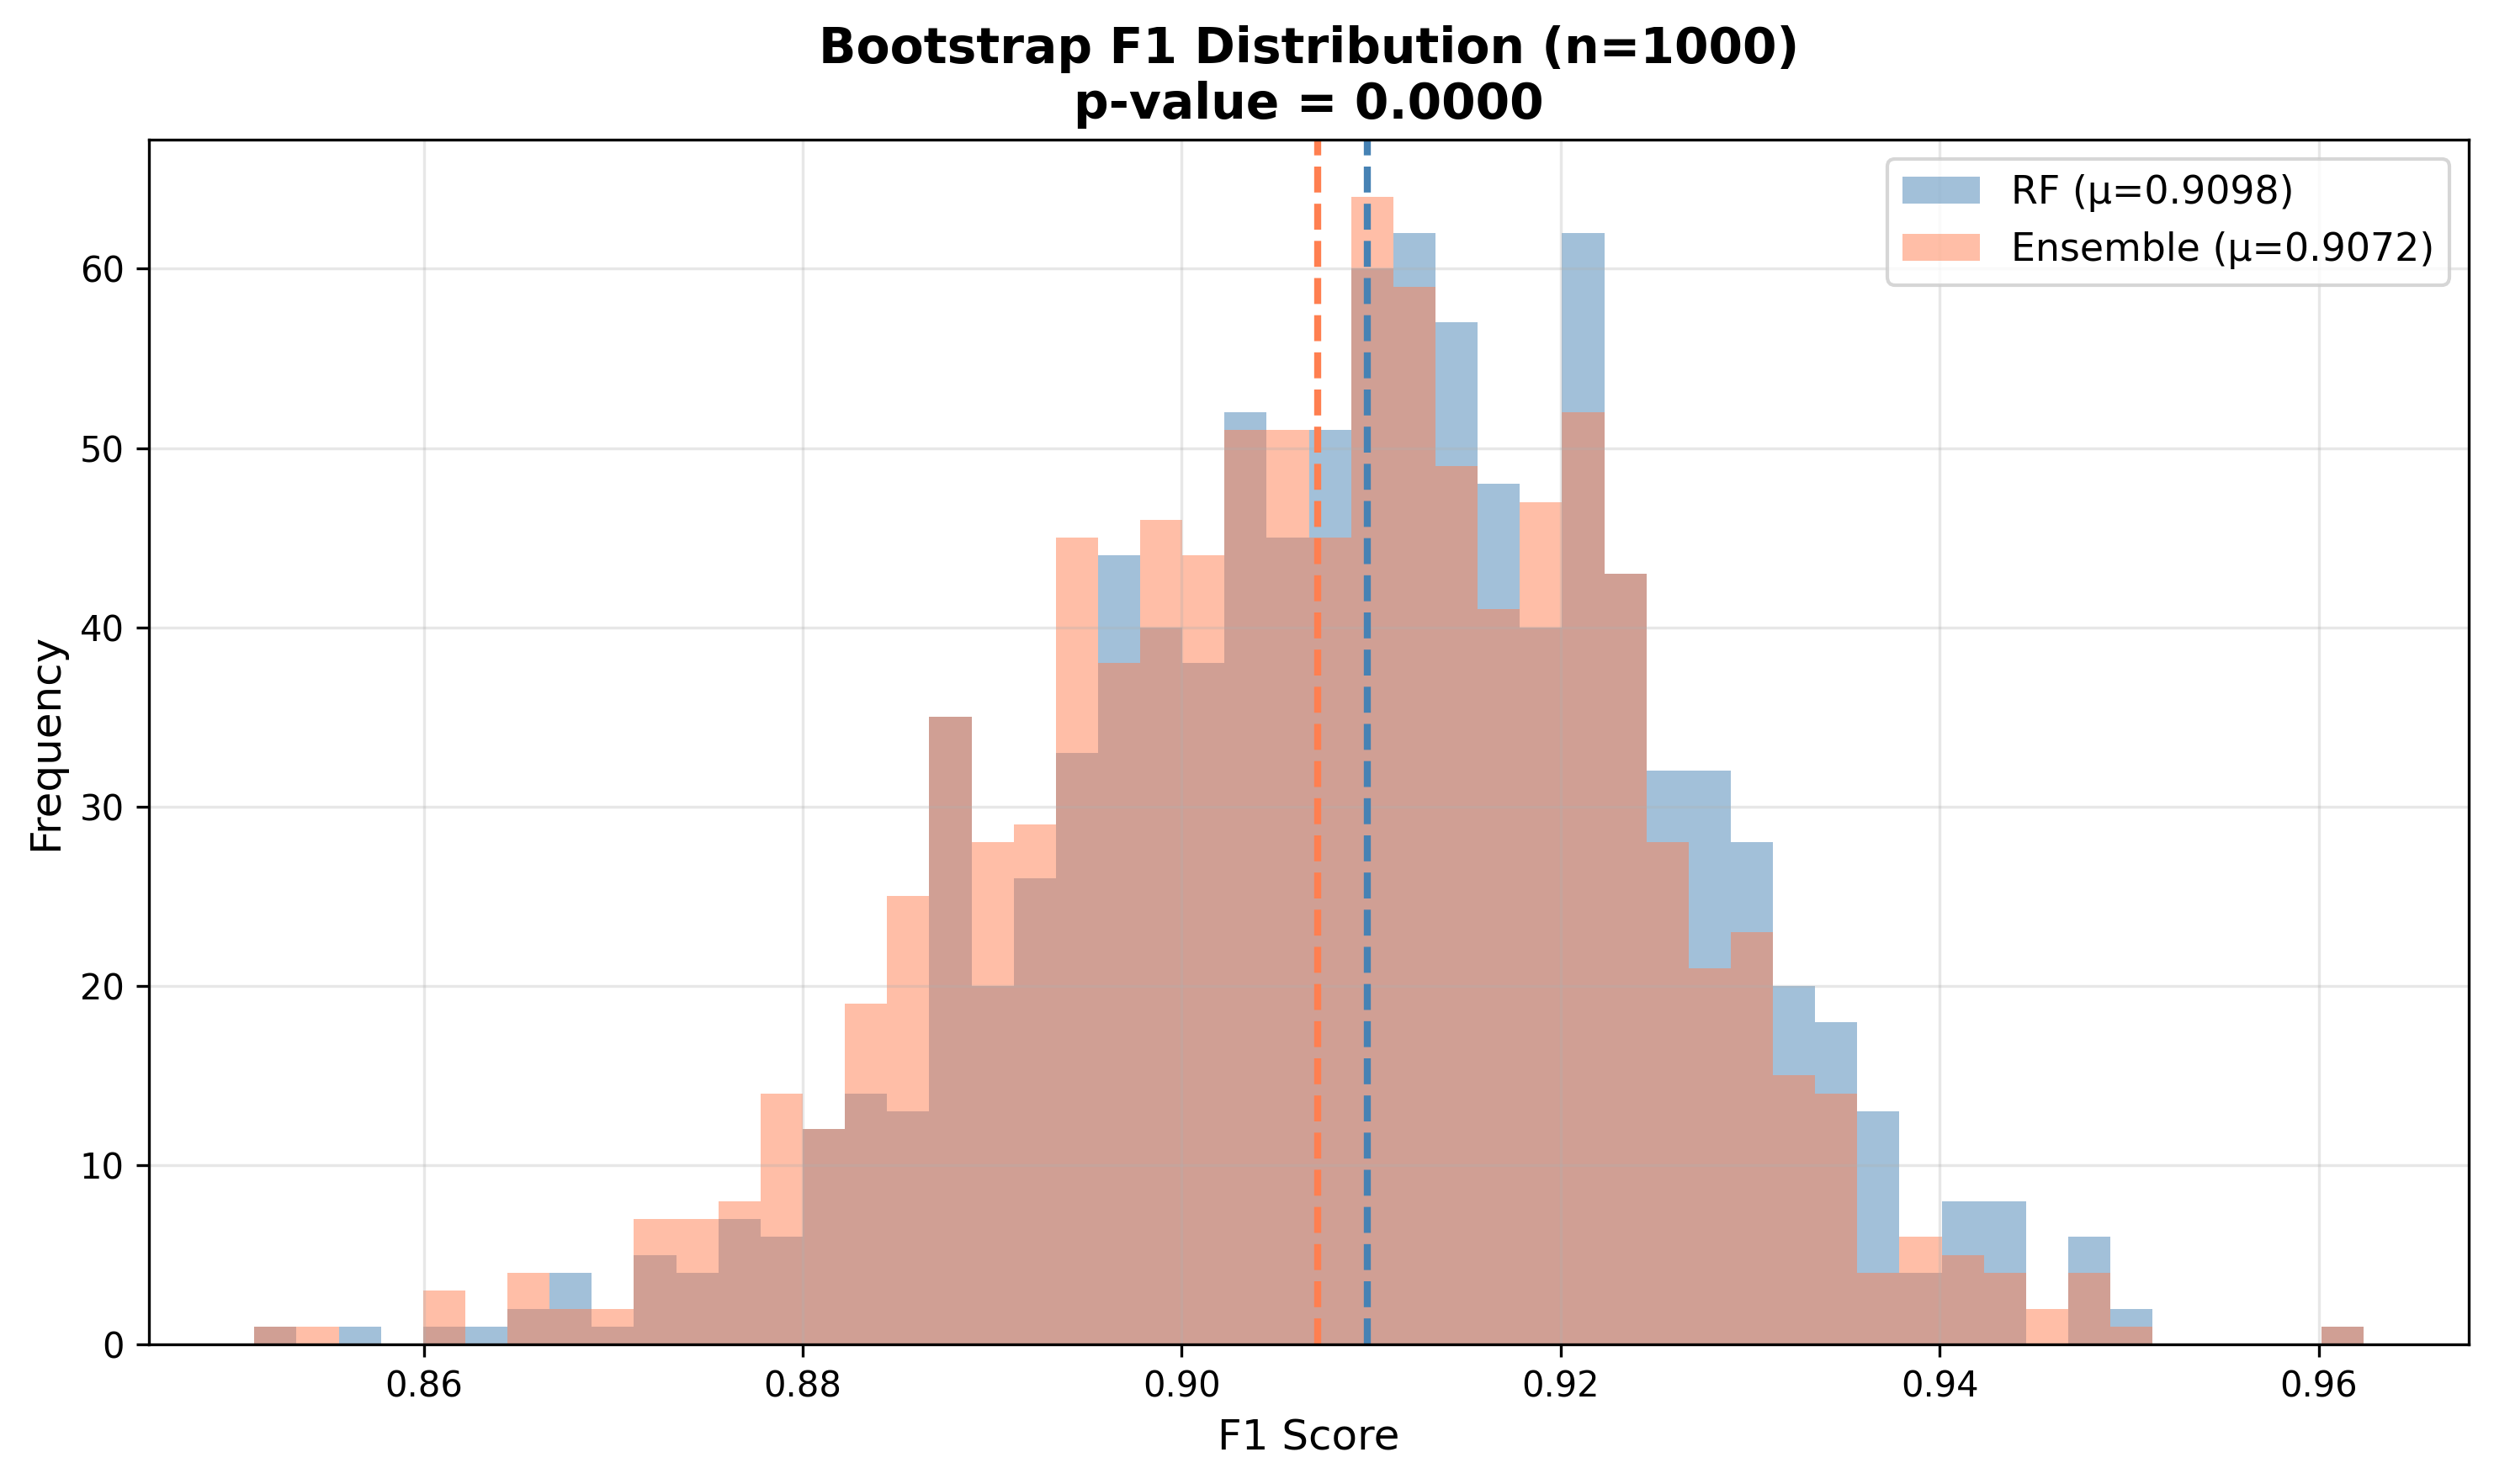 Bootstrap F1 Distribution (n=1000)
p-value = 0.0000
RF (μ=0.9098)
Ensemble (μ=0.9072)
Frequency
60
50
40
30
20
10
0
0.86
0.88
0.90
0.92
0.94
0.96
F1 Score